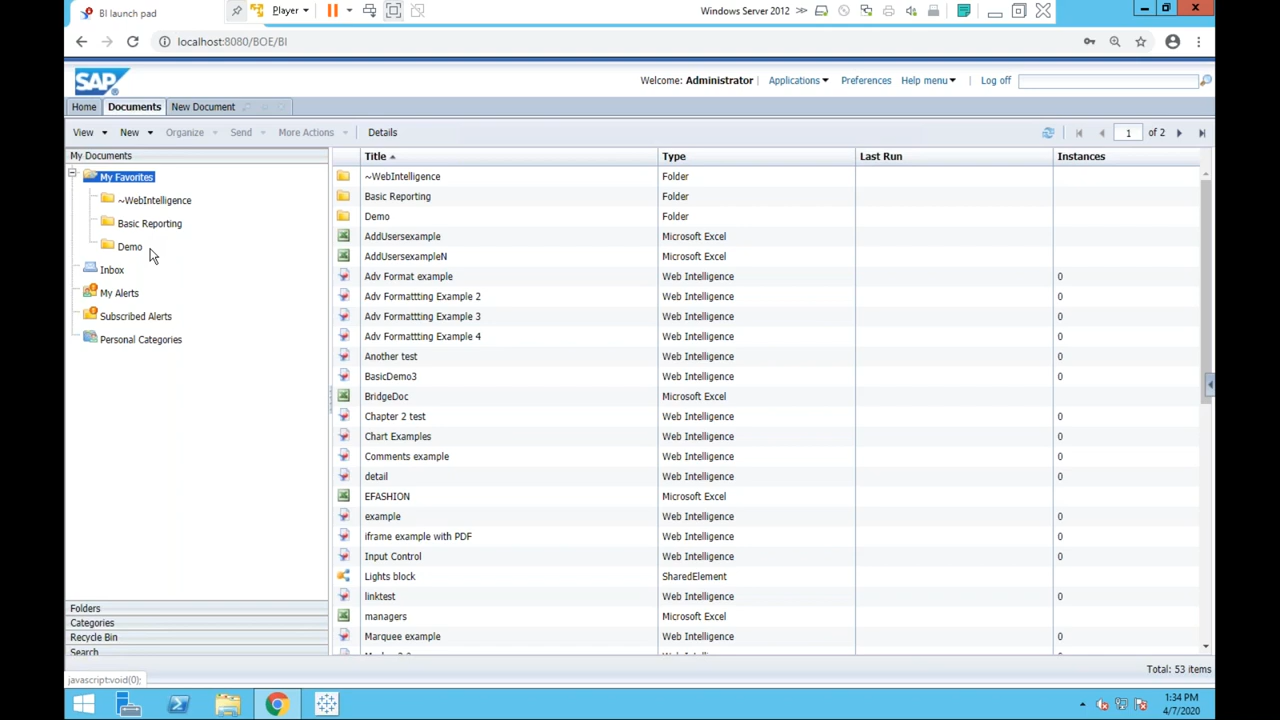 BI launch pad
Player
Windows Server 2012
localhost:8080/BOE/BI
SAP
Welcome: Administrator
Applications
Preferences
Help menu
Log off
Home
Documents
New Document
View
New
Organize
Send
More Actions
Details
1
of 2
My Documents
My Favorites
~WebIntelligence
Basic Reporting
Demo
Inbox
My Alerts
Subscribed Alerts
Personal Categories
Folders
Categories
Recycle Bin
Search
Title Type Last Run Instances
~WebIntelligence Folder
Basic Reporting Folder
Demo Folder
AddUsersexample Microsoft Excel
AddUsersexampleN Microsoft Excel
Adv Format example Web Intelligence 0
Adv Formattting Example 2 Web Intelligence 0
Adv Formattting Example 3 Web Intelligence 0
Adv Formattting Example 4 Web Intelligence 0
Another test Web Intelligence 0
BasicDemo3 Web Intelligence 0
BridgeDoc Microsoft Excel
Chapter 2 test Web Intelligence 0
Chart Examples Web Intelligence 0
Comments example Web Intelligence 0
detail Web Intelligence 0
EFASHION Microsoft Excel
example Web Intelligence 0
iframe example with PDF Web Intelligence 0
Input Control Web Intelligence 0
Lights block SharedElement
linktest Web Intelligence 0
managers Microsoft Excel
Marquee example Web Intelligence 0
Total: 53 items
javascript:void(0);
1:34 PM
4/7/2020